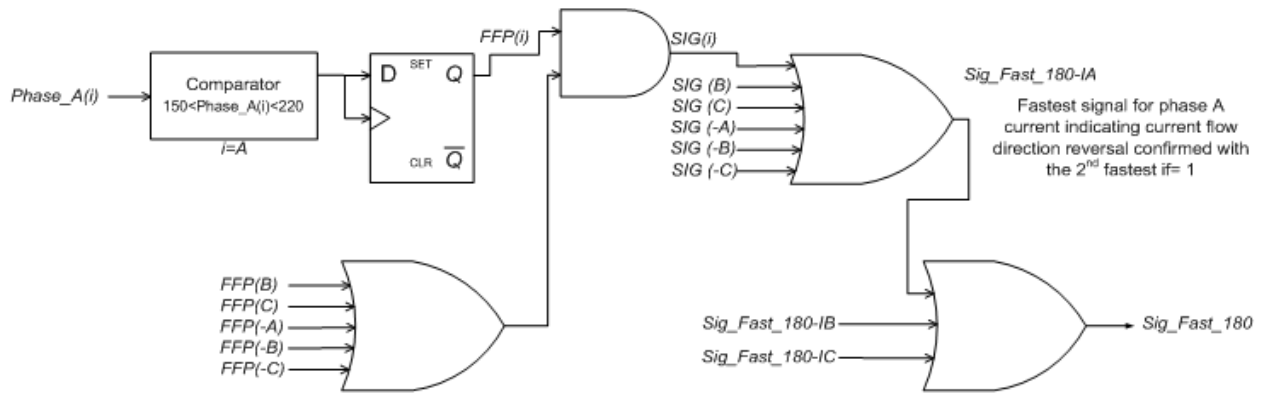 Phase_A(i)
Comparator
150<Phase_A(i)<220
i=A
D
SET
Q
CLR
Q
FFP(i)
SIG(i)
SIG (B)
SIG (C)
SIG (-A)
SIG (-B)
SIG (-C)
Sig_Fast_180-IA
Fastest signal for phase A
current indicating current flow
direction reversal confirmed with
the 2nd fastest if= 1
FFP(B)
FFP(C)
FFP(-A)
FFP(-B)
FFP(-C)
Sig_Fast_180-IB
Sig_Fast_180-IC
Sig_Fast_180